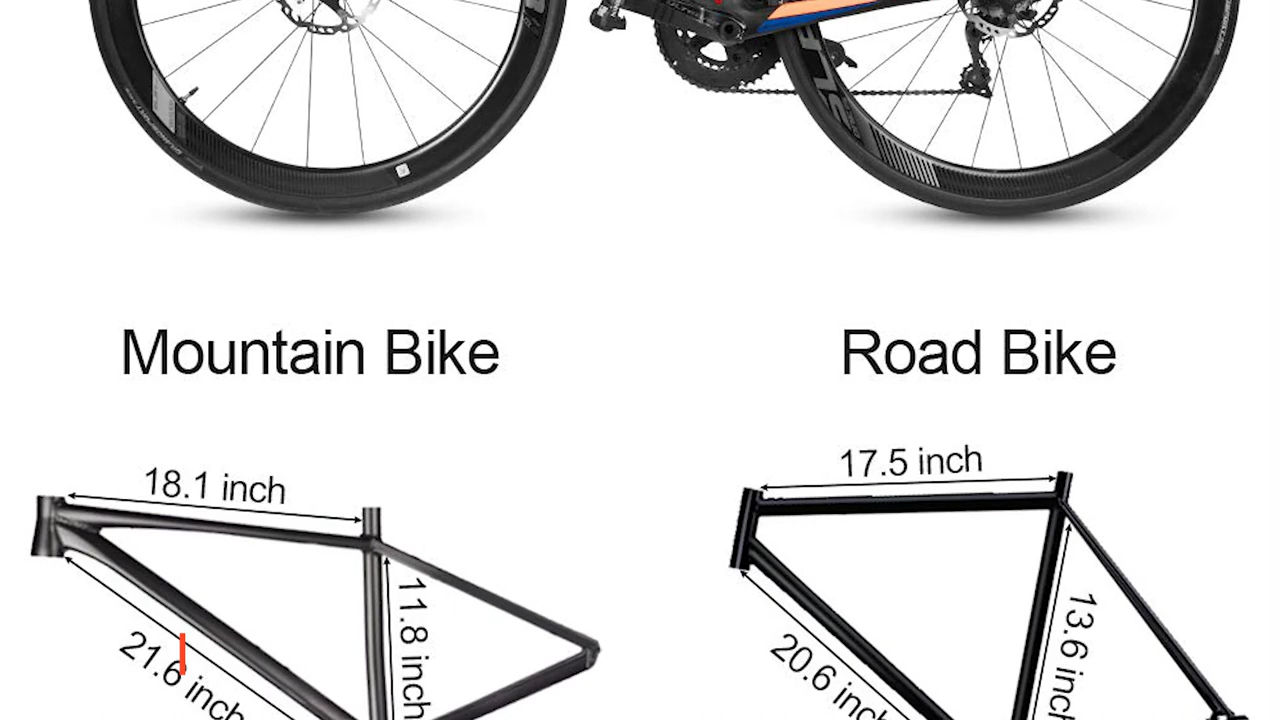 Mountain Bike
Road Bike
18.1 inch
17.5 inch
11.8 inch
13.6 inch
21.6 inch
20.6 inch